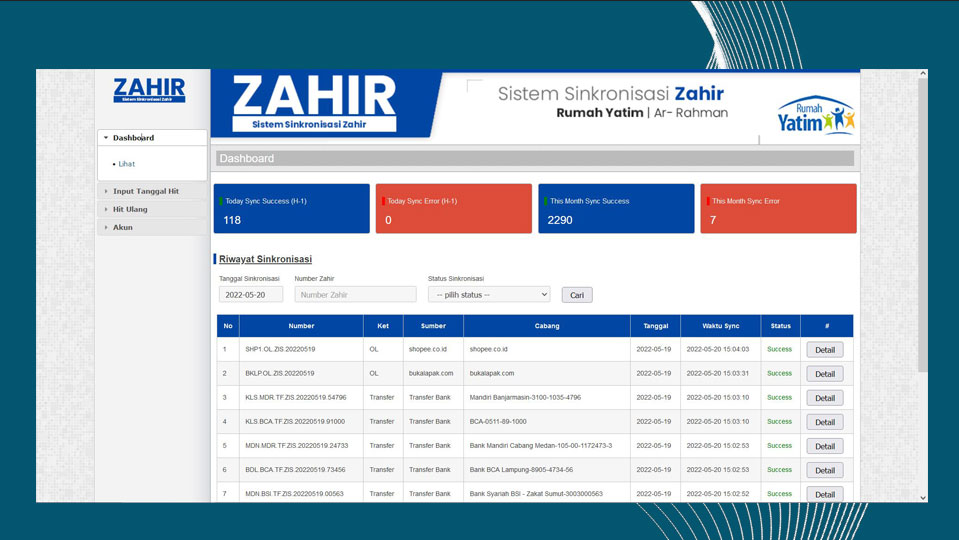 ZAHIR
Sistem Sinkronisasi Zahir
ZAHIR
Sistem Sinkronisasi Zahir
Sistem Sinkronisasi Zahir
Rumah Yatim | Ar- Rahman
Rumah
Yatim
Dashboard
Lihat
Input Tanggal Hit
Hit Ulang
Akun
Dashboard
Today Sync Success (H-1)
118
Today Sync Error (H-1)
0
This Month Sync Success
2290
This Month Sync Error
7
Riwayat Sinkronisasi
Tanggal Sinkronisasi Number Zahir Status Sinkronisasi
2022-05-20 Number Zahir -- pilih status -- Cari
No Number Ket Sumber Cabang Tanggal Waktu Sync Status #
1 SHP1.OL.ZIS.20220519 OL shopee.co.id shopee.co.id 2022-05-19 2022-05-20 15:04:03 Success Detail
2 BKLP.OL.ZIS.20220519 OL bukalapak.com bukalapak.com 2022-05-19 2022-05-20 15:03:31 Success Detail
3 KLS.MDR.TF.ZIS.20220519.54796 Transfer Transfer Bank Mandiri Banjarmasin-3100-1035-4796 2022-05-19 2022-05-20 15:03:10 Success Detail
4 KLS.BCA.TF.ZIS.20220519.91000 Transfer Transfer Bank BCA-0511-89-1000 2022-05-19 2022-05-20 15:03:10 Success Detail
5 MDN.MDR.TF.ZIS.20220519.24733 Transfer Transfer Bank Bank Mandiri Cabang Medan-105-00-1172473-3 2022-05-19 2022-05-20 15:02:53 Success Detail
6 BOL.BCA.TF.ZIS.20220519.73456 Transfer Transfer Bank Bank BCA Lampung-8905-4734-56 2022-05-19 2022-05-20 15:02:53 Success Detail
7 MDN.BSI.TF.ZIS.20220519.00563 Transfer Transfer Bank Bank Syariah BSI - Zakat Sumut-3003000563 2022-05-19 2022-05-20 15:02:52 Success Detail